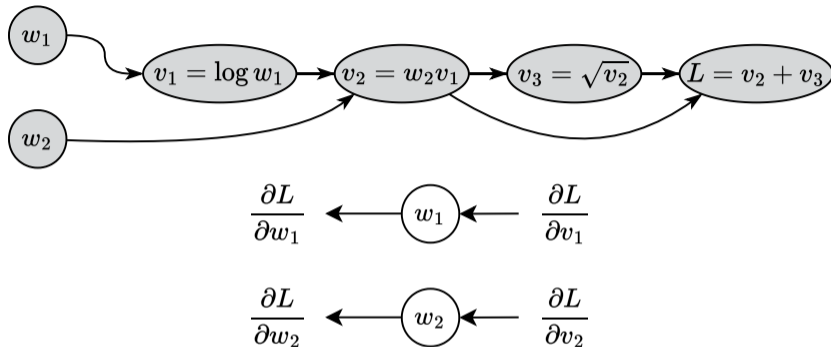 w₁
v₁ = log w₁
v₂ = w₂v₁
v₃ = √v₂
L = v₂ + v₃
w₂
∂L/∂w₁
w₁
∂L/∂v₁
∂L/∂w₂
w₂
∂L/∂v₂